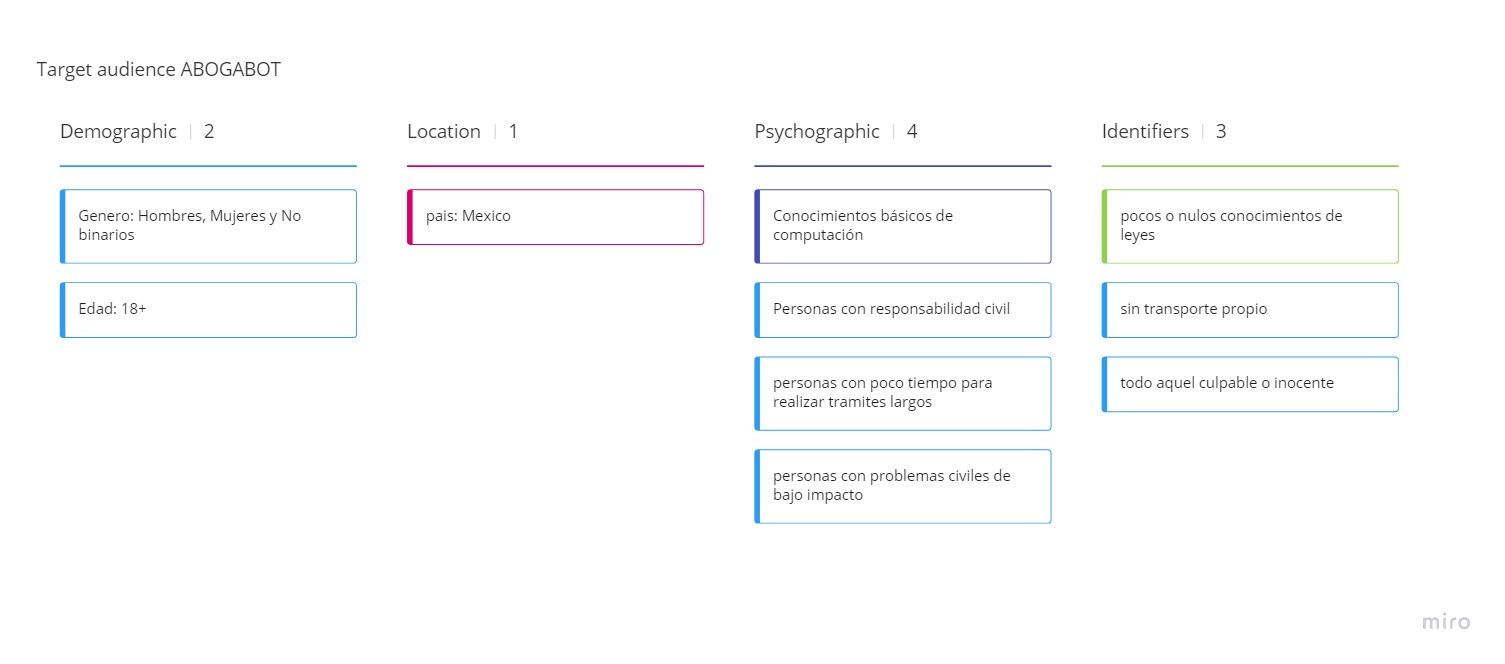 Target audience ABOGABOT
Demographic | 2
Genero: Hombres, Mujeres y No
binarios
Edad: 18+
Location | 1
pais: Mexico
Psychographic | 4
Conocimientos básicos de
computación
Personas con responsabilidad civil
personas con poco tiempo para
realizar tramites largos
personas con problemas civiles de
bajo impacto
Identifiers | 3
pocos o nulos conocimientos de
leyes
sin transporte propio
todo aquel culpable o inocente
miro